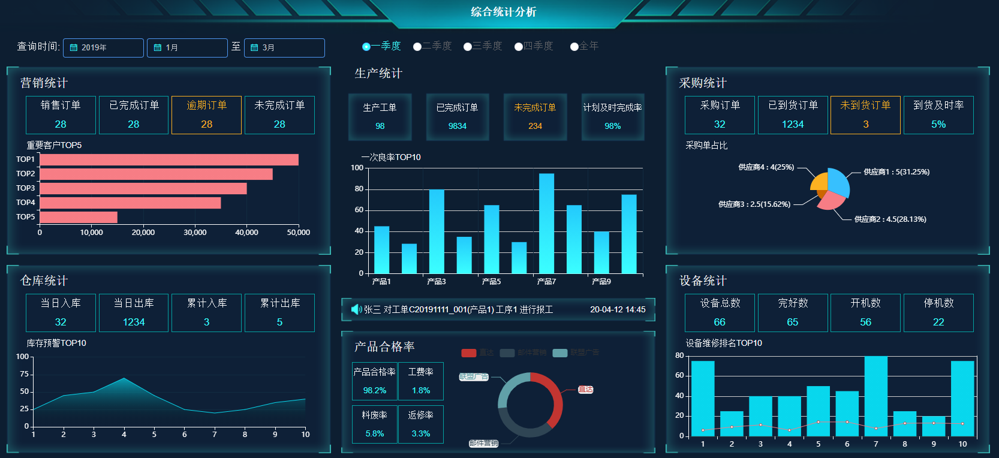 综合统计分析
查询时间: 2019年 1月 至 3月
一季度 二季度 三季度 四季度 全年
营销统计
销售订单 已完成订单 逾期订单 未完成订单
28 28 28 28
重要客户TOP5
TOP1
TOP2
TOP3
TOP4
TOP5
0 10,000 20,000 30,000 40,000 50,000
生产统计
生产工单 已完成订单 未完成订单 计划及时完成率
98 9834 234 98%
一次良率TOP10
100
80
60
40
20
0
产品1 产品3 产品5 产品7 产品9
采购统计
采购订单 已到货订单 未到货订单 到货及时率
32 1234 3 5%
采购单占比
供应商4 : 4(25%)
供应商1 : 5(31.25%)
供应商3 : 2.5(15.62%)
供应商2 : 4.5(28.13%)
仓库统计
当日入库 当日出库 累计入库 累计出库
32 1234 3 5
库存预警TOP10
100
75
50
25
0
1 2 3 4 5 6 7 8 9 10
张三 对工单C20191111_001(产品1) 工序1 进行报工 20-04-12 14:45
产品合格率
产品合格率 工费率
98.2% 1.8%
料废率 返修率
5.8% 3.3%
直达 邮件营销 联盟广告
联盟广告
直达
邮件营销
设备统计
设备总数 完好数 开机数 停机数
66 65 56 22
设备维修排名TOP10
80
60
40
20
0
1 2 3 4 5 6 7 8 9 10